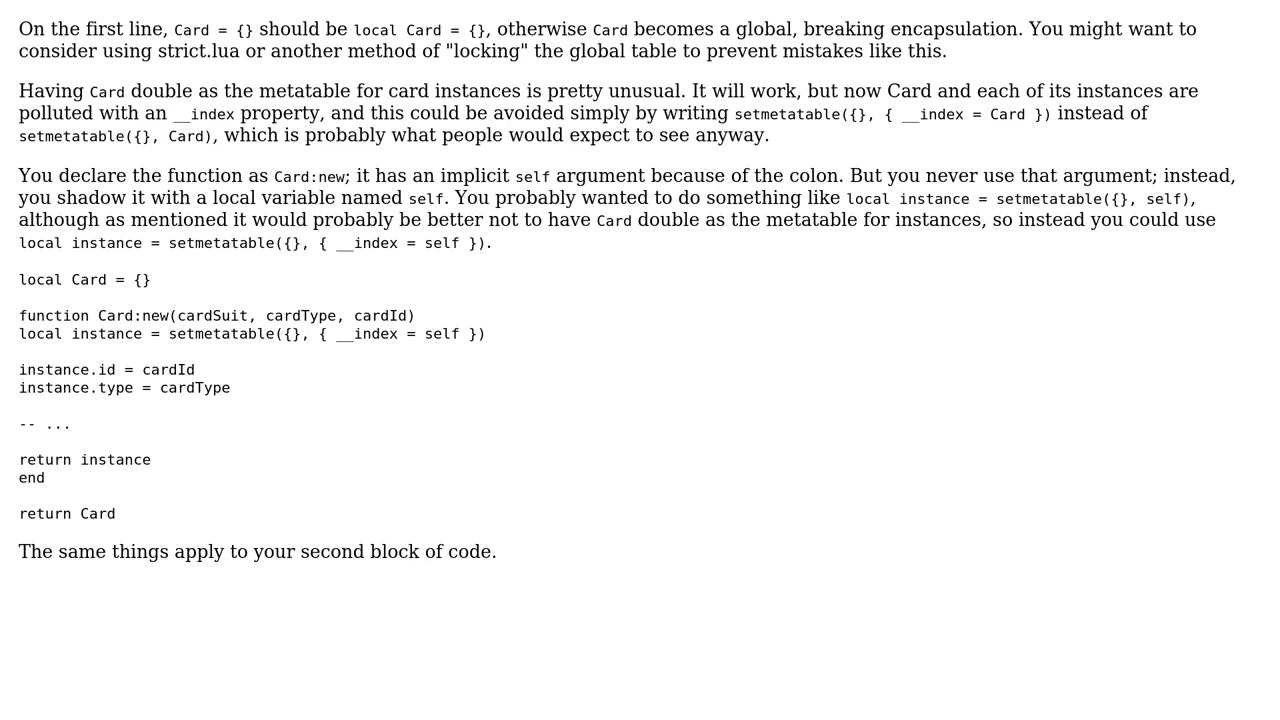 On the first line, Card = {} should be local Card = {}, otherwise Card becomes a global, breaking encapsulation. You might want to
consider using strict.lua or another method of "locking" the global table to prevent mistakes like this.
Having Card double as the metatable for card instances is pretty unusual. It will work, but now Card and each of its instances are
polluted with an __index property, and this could be avoided simply by writing setmetatable({}, { __index = Card }) instead of
setmetatable({}, Card), which is probably what people would expect to see anyway.
You declare the function as Card:new; it has an implicit self argument because of the colon. But you never use that argument; instead,
you shadow it with a local variable named self. You probably wanted to do something like local instance = setmetatable({}, self),
although as mentioned it would probably be better not to have Card double as the metatable for instances, so instead you could use
local instance = setmetatable({}, { __index = self }).
local Card = {}
function Card:new(cardSuit, cardType, cardId)
local instance = setmetatable({}, { __index = self })
instance.id = cardId
instance.type = cardType
-- ...
return instance
end
return Card
The same things apply to your second block of code.